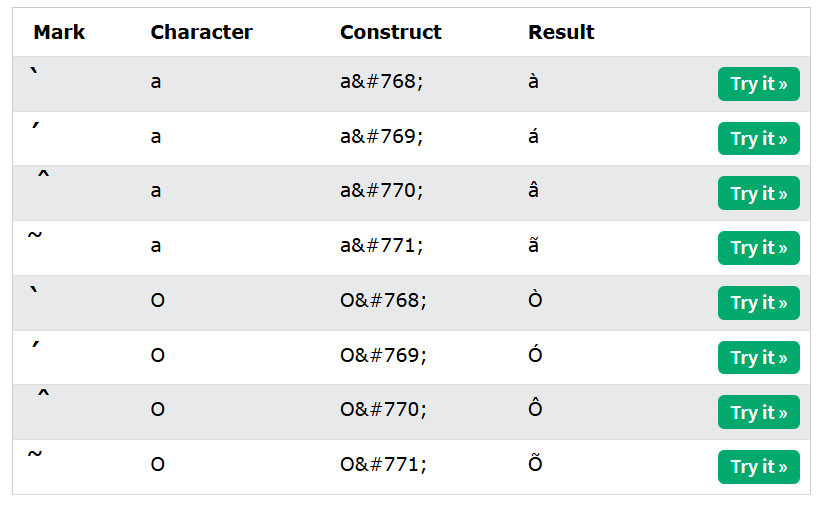 Mark Character Construct Result
̀ a a&#768; à Try it »
́ a a&#769; á Try it »
̂ a a&#770; â Try it »
̃ a a&#771; ã Try it »
̀ O O&#768; Ò Try it »
́ O O&#769; Ó Try it »
̂ O O&#770; Ô Try it »
̃ O O&#771; Õ Try it »